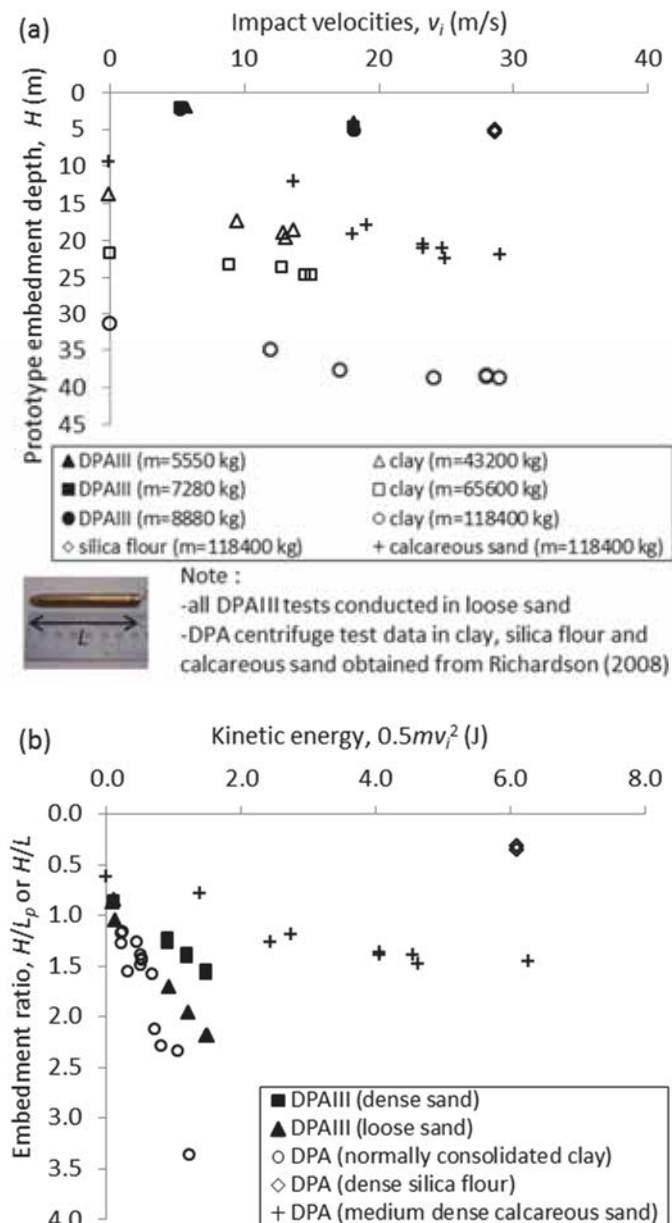 (a)
Impact velocities, vᵢ (m/s)
0 10 20 30 40
Prototype embedment depth, H (m)
0
5
10
15
20
25
30
35
40
45
▲ DPAIII (m=5550 kg)
△ clay (m=43200 kg)
■ DPAIII (m=7280 kg)
□ clay (m=65600 kg)
● DPAIII (m=8880 kg)
○ clay (m=118400 kg)
◇ silica flour (m=118400 kg)
+ calcareous sand (m=118400 kg)
L
Note :
-all DPAIII tests conducted in loose sand
-DPA centrifuge test data in clay, silica flour and
calcareous sand obtained from Richardson (2008)
(b)
Kinetic energy, 0.5mvᵢ² (J)
0.0 2.0 4.0 6.0 8.0
Embedment ratio, H/Lₚ or H/L
0.0
0.5
1.0
1.5
2.0
2.5
3.0
3.5
4.0
■ DPAIII (dense sand)
▲ DPAIII (loose sand)
○ DPA (normally consolidated clay)
◇ DPA (dense silica flour)
+ DPA (medium dense calcareous sand)